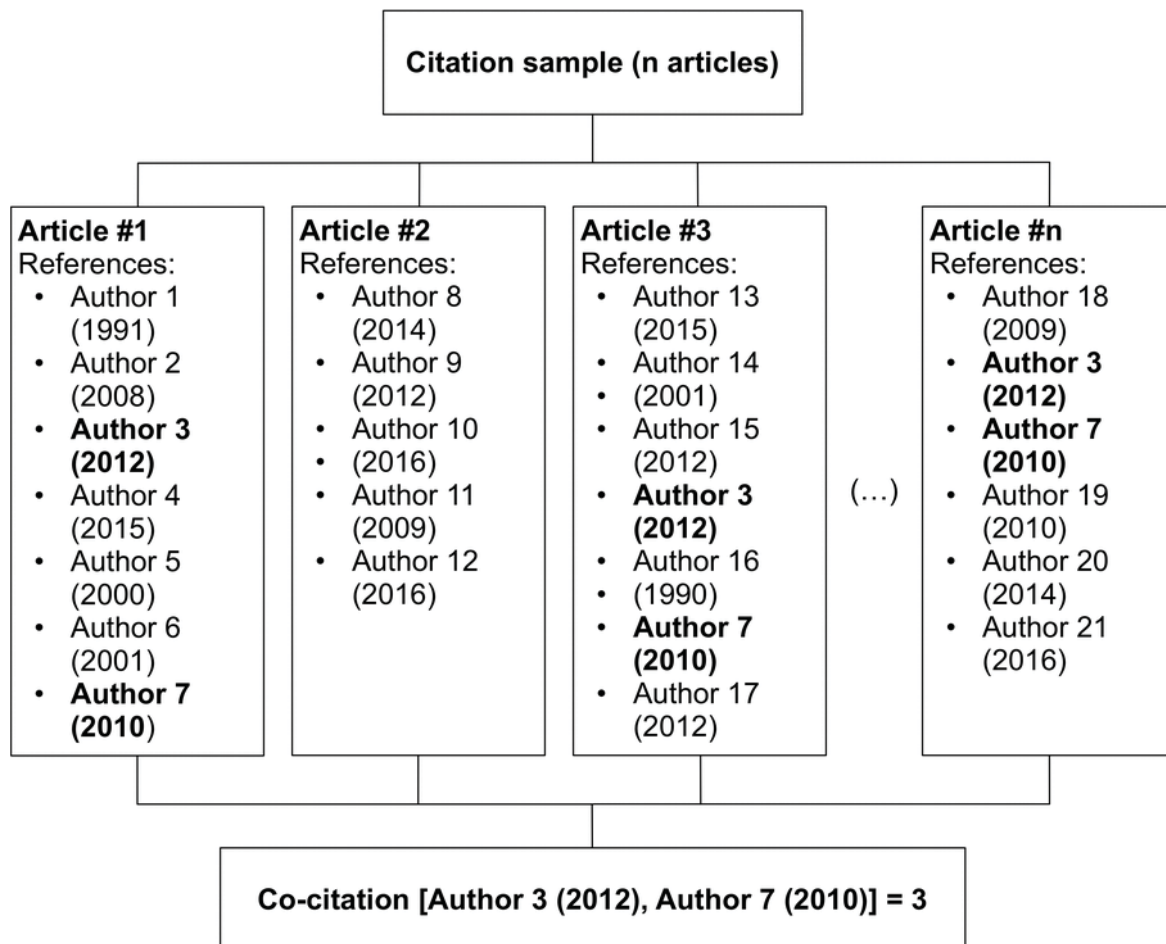 Citation sample (n articles)
Article #1
References:
• Author 1
(1991)
• Author 2
(2008)
• Author 3
(2012)
• Author 4
(2015)
• Author 5
(2000)
• Author 6
(2001)
• Author 7
(2010)
Article #2
References:
• Author 8
(2014)
• Author 9
(2012)
• Author 10
• (2016)
• Author 11
(2009)
• Author 12
(2016)
Article #3
References:
• Author 13
(2015)
• Author 14
• (2001)
• Author 15
(2012)
• Author 3
(2012)
• Author 16
• (1990)
• Author 7
(2010)
• Author 17
(2012)
(...)
Article #n
References:
• Author 18
(2009)
• Author 3
(2012)
• Author 7
(2010)
• Author 19
(2010)
• Author 20
(2014)
• Author 21
(2016)
Co-citation [Author 3 (2012), Author 7 (2010)] = 3